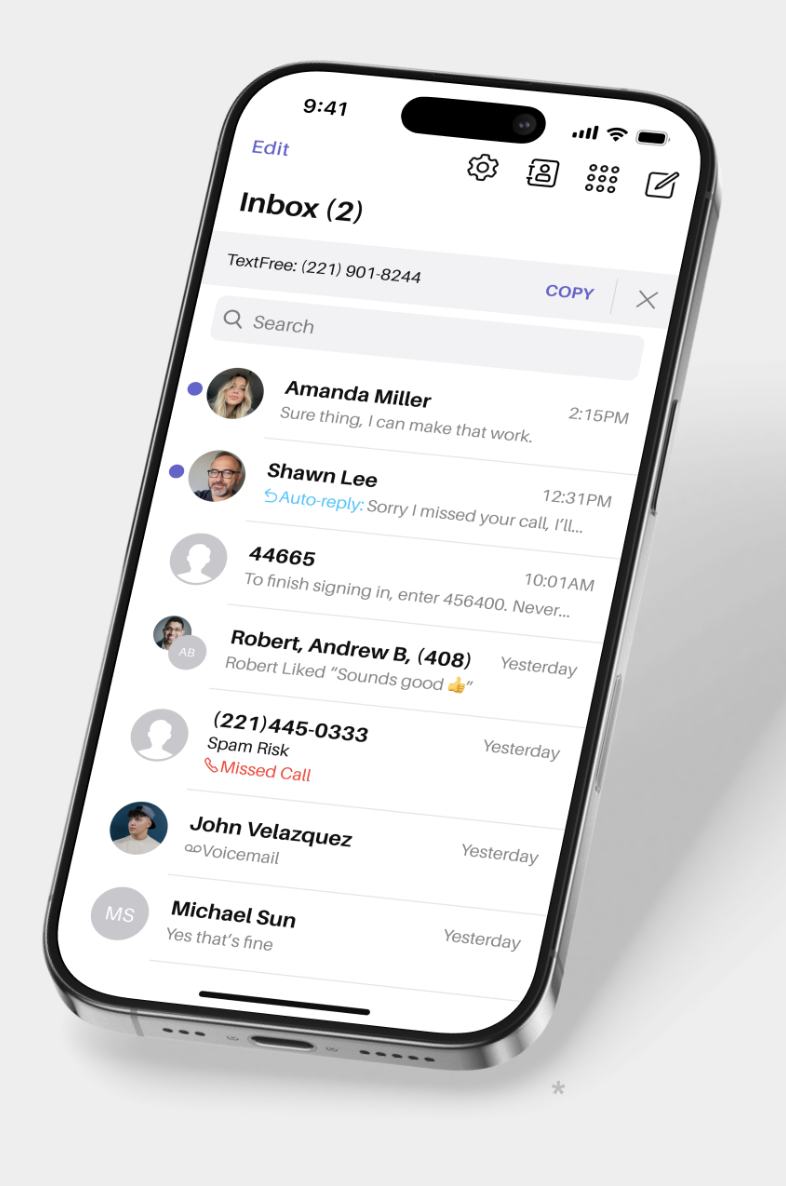 9:41
Edit
Inbox (2)
TextFree: (221) 901-8244 COPY
Search
Amanda Miller
2:15PM
Sure thing, I can make that work.
Shawn Lee
12:31PM
Auto-reply: Sorry I missed your call, I'll...
44665
10:01AM
To finish signing in, enter 456400. Never...
Robert, Andrew B, (408)
Yesterday
AB
Robert Liked "Sounds good 👍"
(221)445-0333
Yesterday
Spam Risk
Missed Call
John Velazquez
Yesterday
Voicemail
MS
Michael Sun
Yesterday
Yes that's fine
*